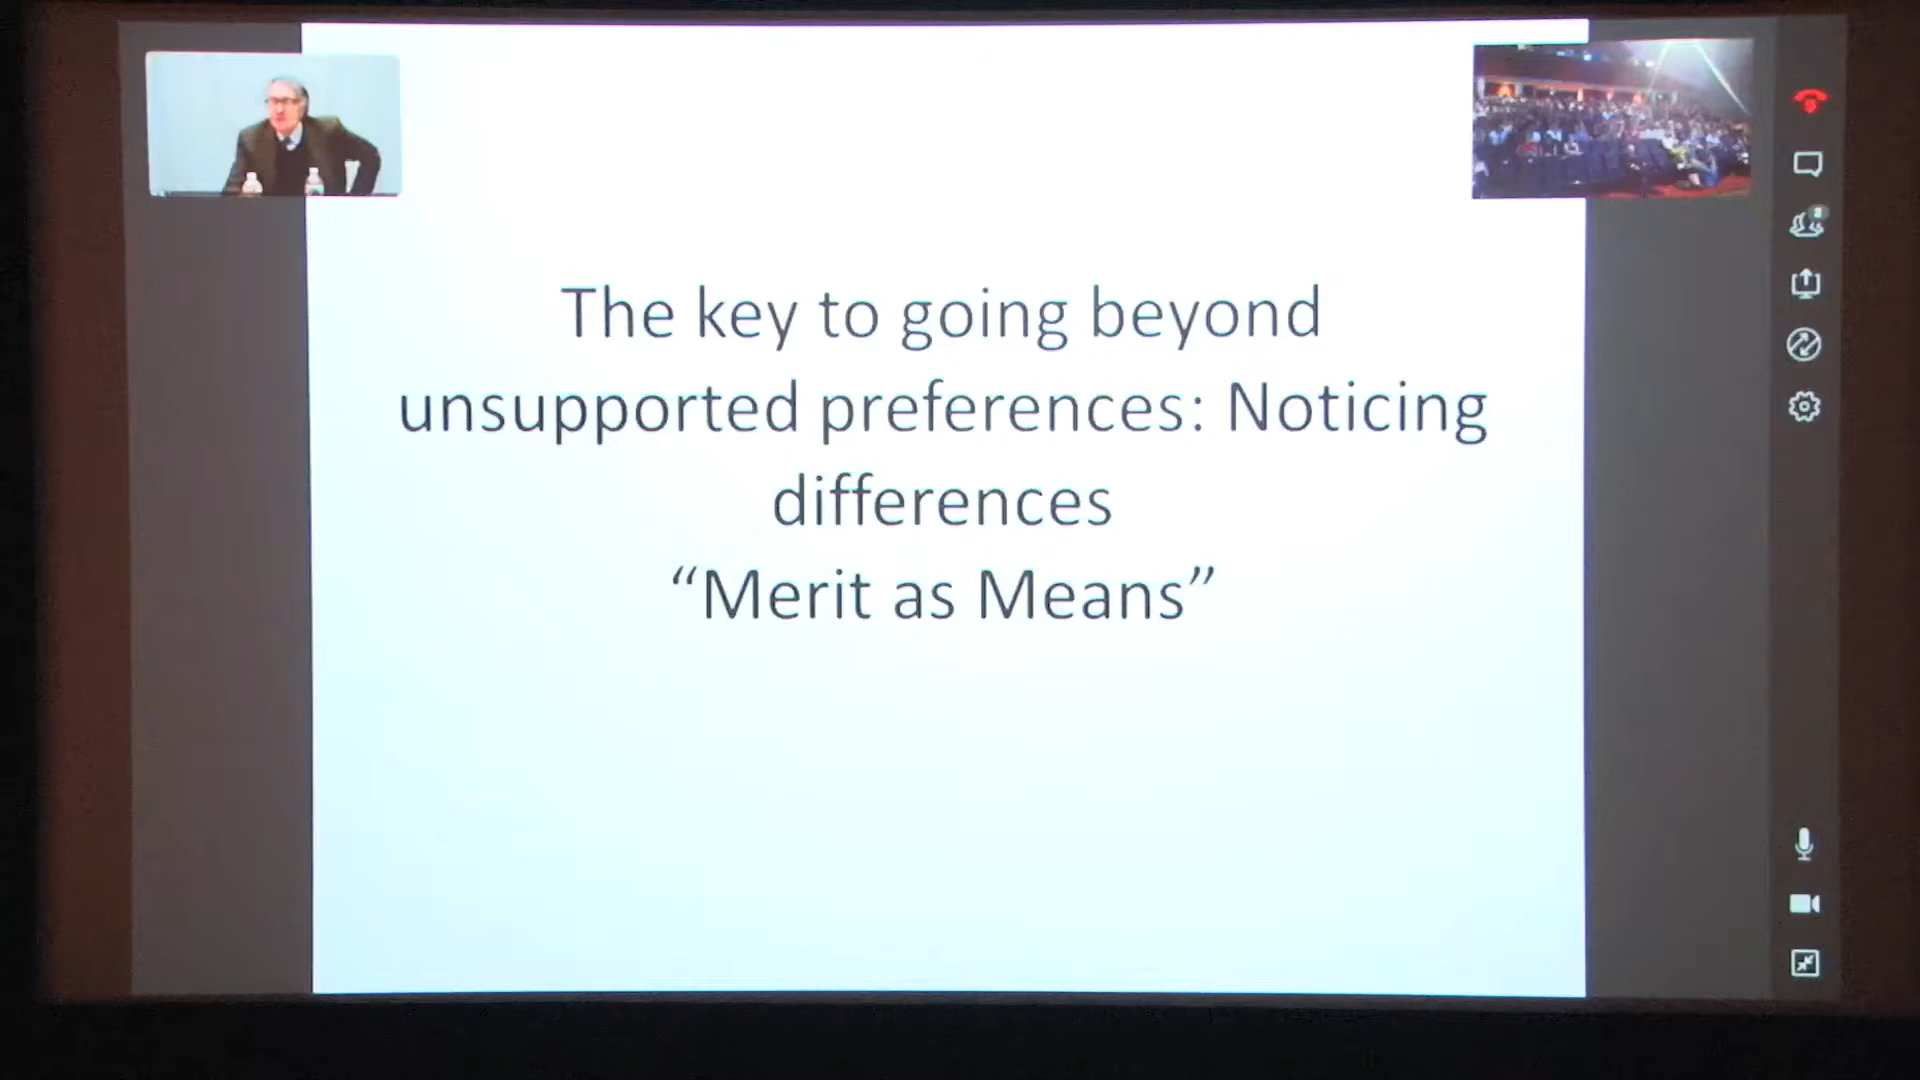 The key to going beyond
unsupported preferences: Noticing
differences
“Merit as Means”